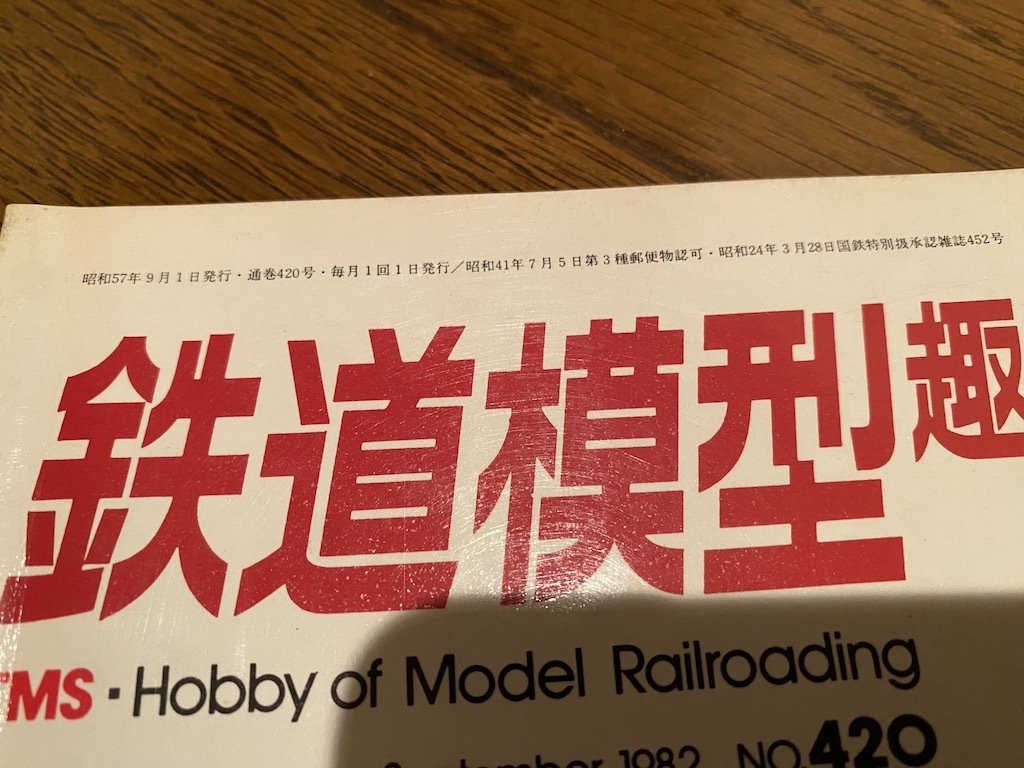 昭和57年9月1日発行・通巻420号・毎月1回1日発行／昭和41年7月5日第3種郵便物認可・昭和24年3月28日国鉄特別扱承認雑誌452号
鉄道模型趣
TMS・Hobby of Model Railroading
September 1982 NO.420